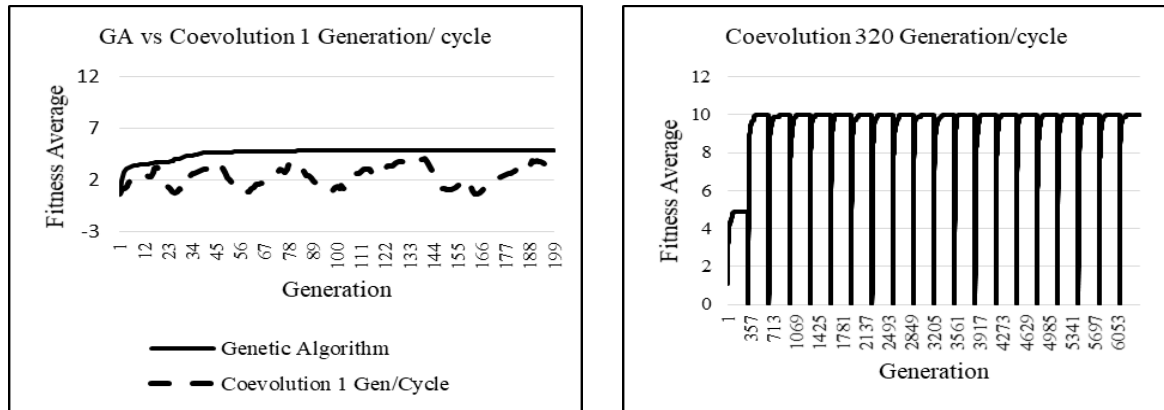 GA vs Coevolution 1 Generation/ cycle
Fitness Average
12
7
2
-3
1 12 23 34 45 56 67 78 89 100 111 122 133 144 155 166 177 188 199
Generation
Genetic Algorithm
Coevolution 1 Gen/Cycle
Coevolution 320 Generation/cycle
Fitness Average
12
10
8
6
4
2
0
1 357 713 1069 1425 1781 2137 2493 2849 3205 3561 3917 4273 4629 4985 5341 5697 6053
Generation